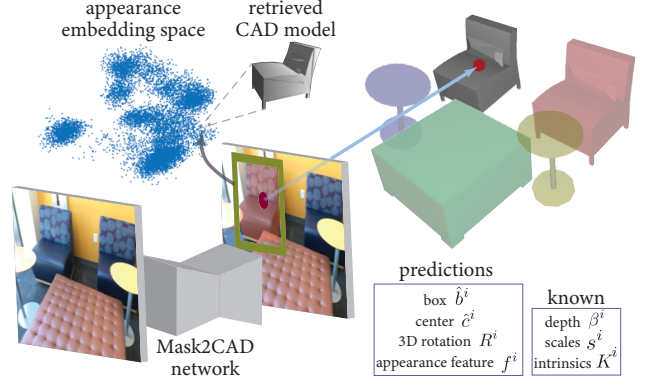 appearance
embedding space
retrieved
CAD model
Mask2CAD
network
predictions
box b̂ⁱ
center ĉⁱ
3D rotation Rⁱ
appearance feature fⁱ
known
depth βⁱ
scales sⁱ
intrinsics Kⁱ